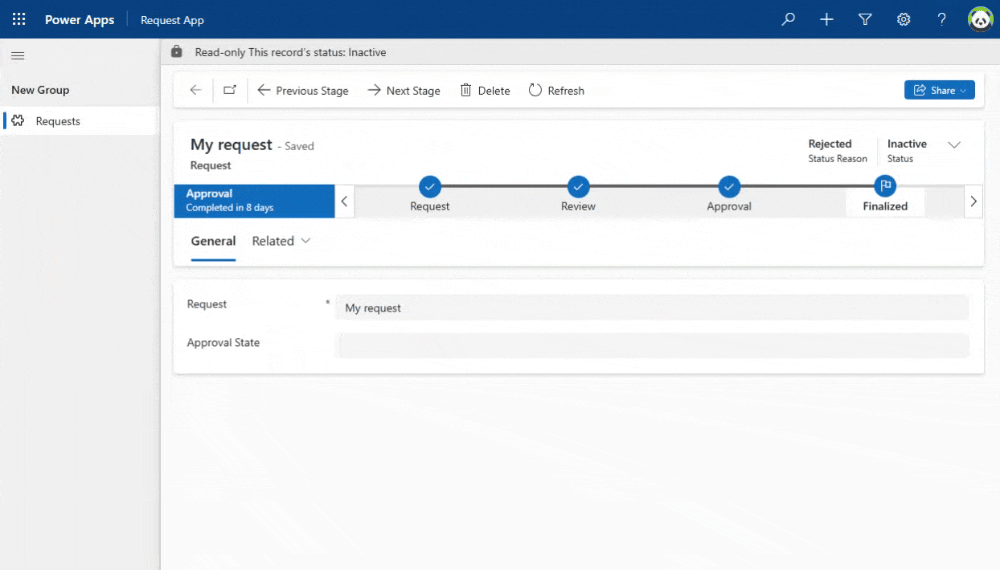 Power Apps Request App ?
Read-only This record's status: Inactive
New Group
Requests
Previous Stage Next Stage Delete Refresh Share
My request - Saved
Request
Rejected
Status Reason
Inactive
Status
Approval
Completed in 8 days
Request Review Approval Finalized
General Related
Request * My request
Approval State